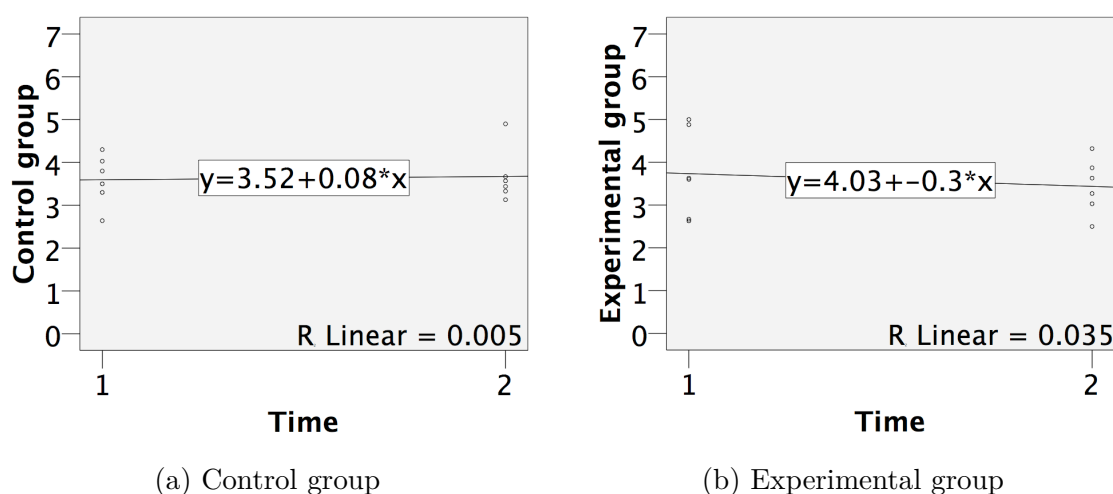 Control group
7
6
5
4
3
2
1
0
y=3.52+0.08*x
R Linear = 0.005
1 2
Time
(a) Control group
Experimental group
7
6
5
4
3
2
1
0
y=4.03+-0.3*x
R Linear = 0.035
1 2
Time
(b) Experimental group